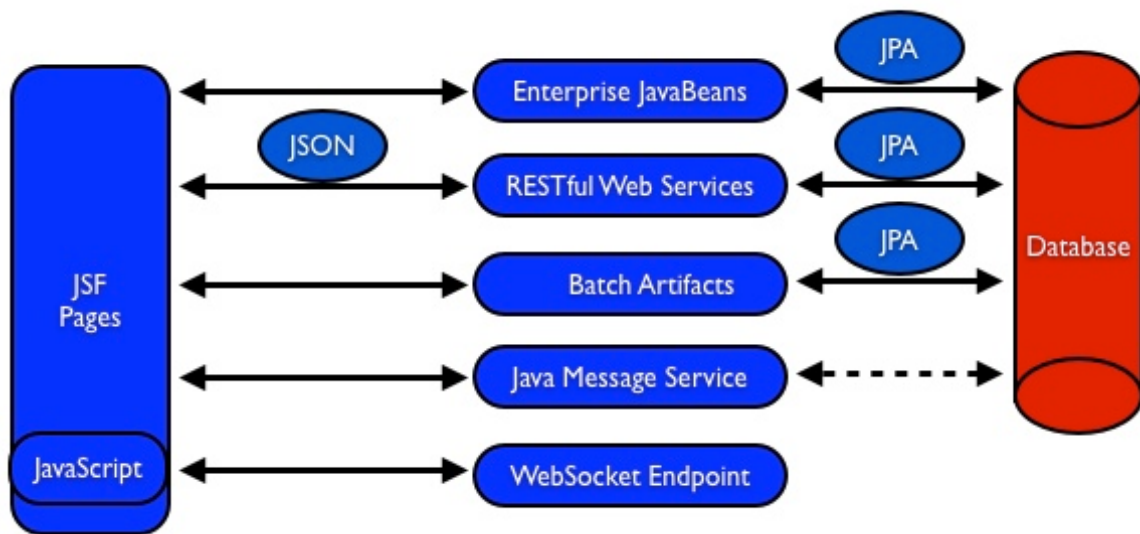 JPA
Enterprise JavaBeans
JSON
JPA
RESTful Web Services
JPA
Database
JSF
Pages
Batch Artifacts
Java Message Service
JavaScript
WebSocket Endpoint